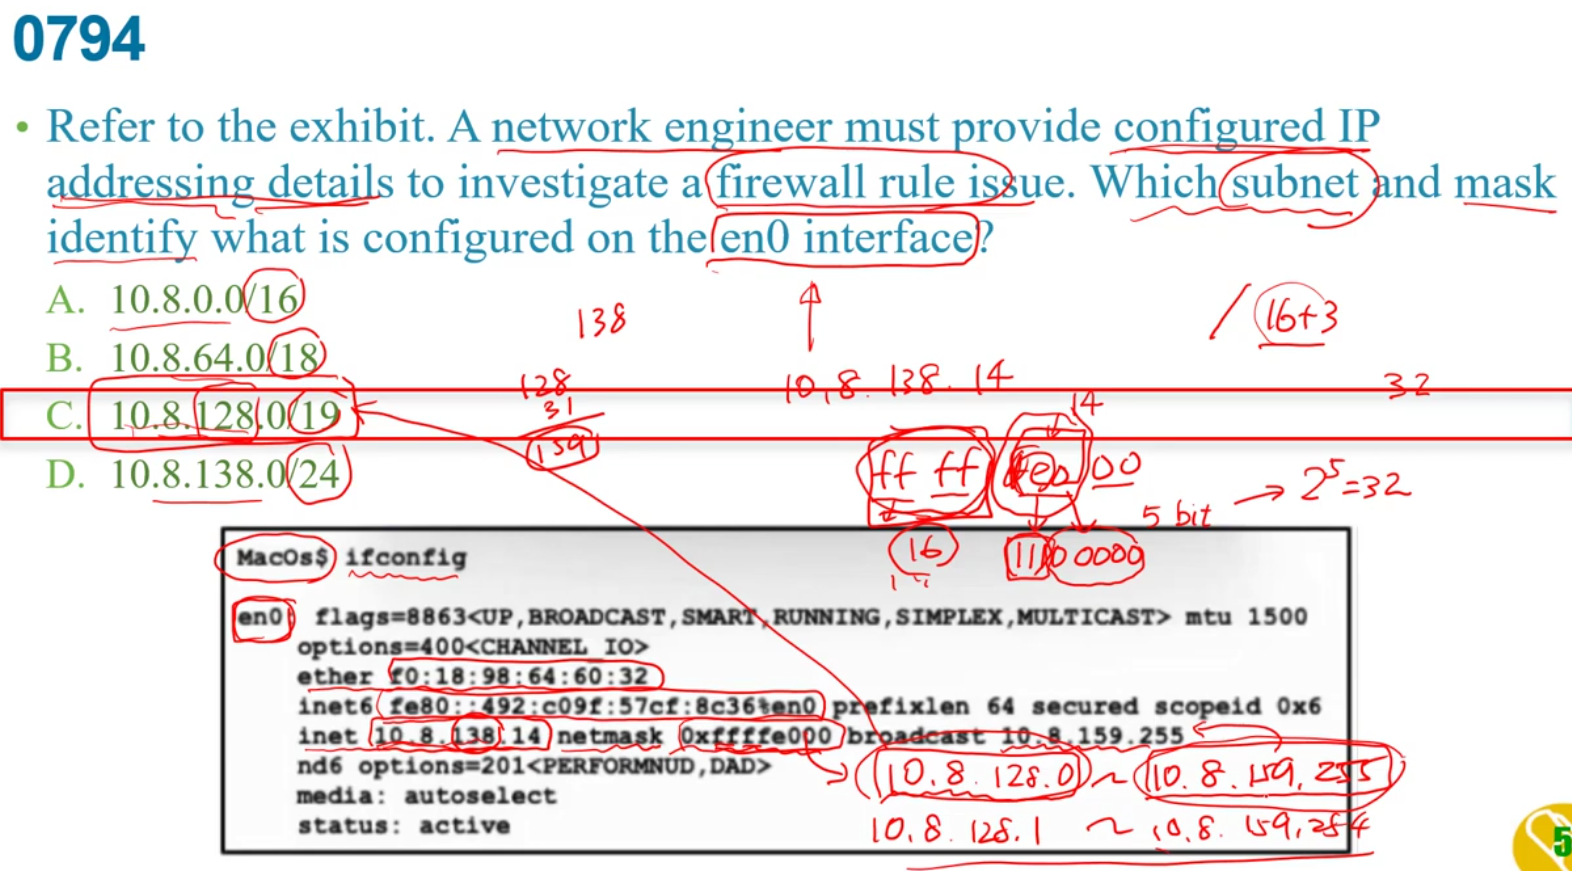 0794
• Refer to the exhibit. A network engineer must provide configured IP
addressing details to investigate a firewall rule issue. Which subnet and mask
identify what is configured on the en0 interface?
A. 10.8.0.0/16
B. 10.8.64.0/18
C. 10.8.128.0/19
D. 10.8.138.0/24
138
/ 16+3
128
31
159
10.8.138.14
32
14
ff ff
00
5 bit → 2^5=32
16
111 0 0000
MacOs$ ifconfig
en0: flags=8863<UP,BROADCAST,SMART,RUNNING,SIMPLEX,MULTICAST> mtu 1500
options=400<CHANNEL_IO>
ether f0:18:98:64:60:32
inet6 fe80::492:c09f:57cf:8c36%en0 prefixlen 64 secured scopeid 0x6
inet 10.8.138.14 netmask 0xffffe000 broadcast 10.8.159.255
nd6 options=201<PERFORMNUD,DAD>
media: autoselect
status: active
10.8.128.0 ~ 10.8.159.255
10.8.128.1 ~ 10.8.159.254
5